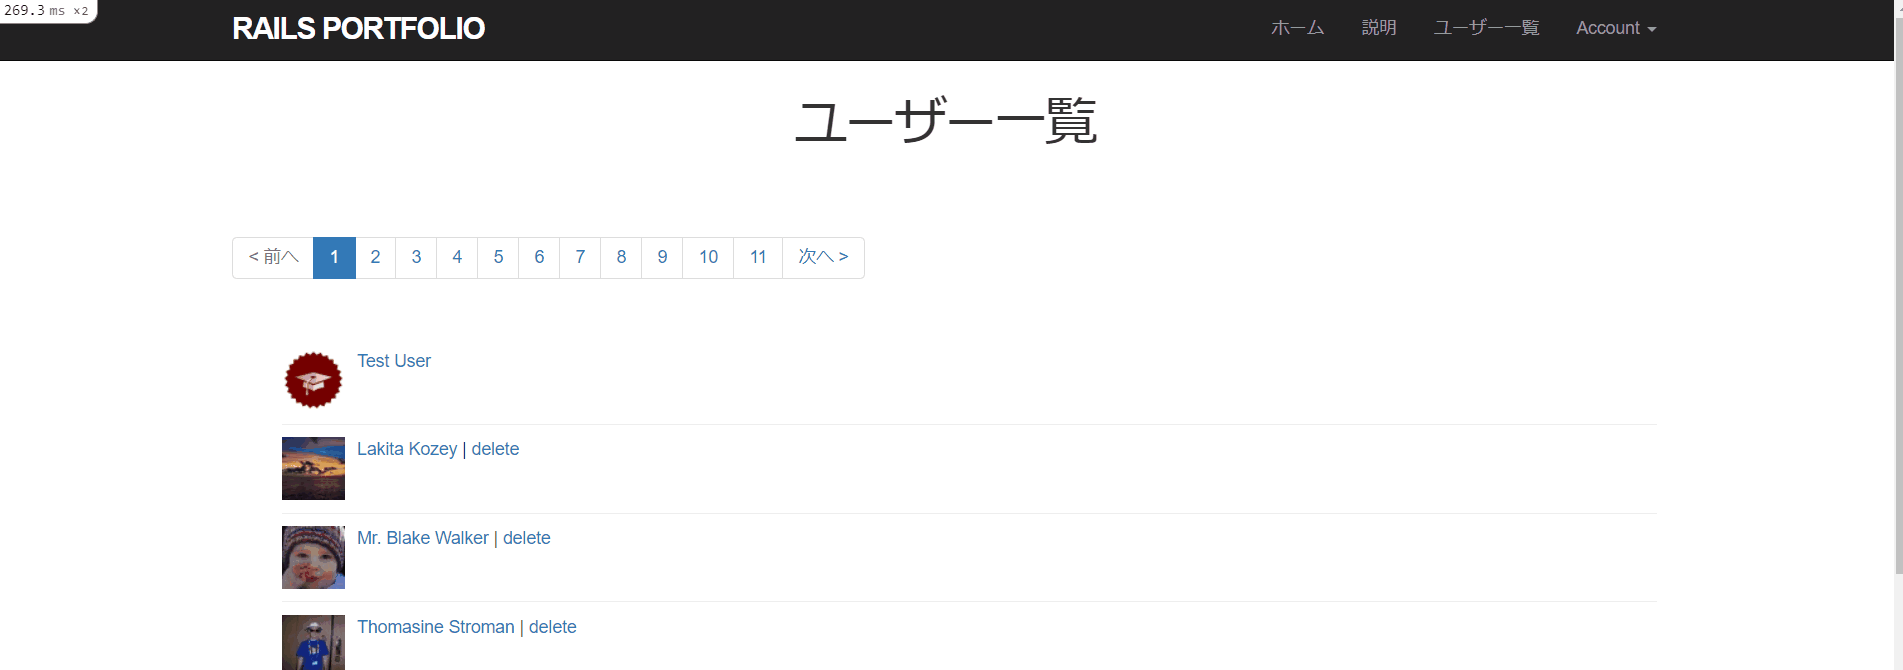 269.3 ms ×2
RAILS PORTFOLIO ホーム 説明 ユーザー一覧 Account
ユーザー一覧
< 前へ 1 2 3 4 5 6 7 8 9 10 11 次へ >
Test User
Lakita Kozey | delete
Mr. Blake Walker | delete
Thomasine Stroman | delete